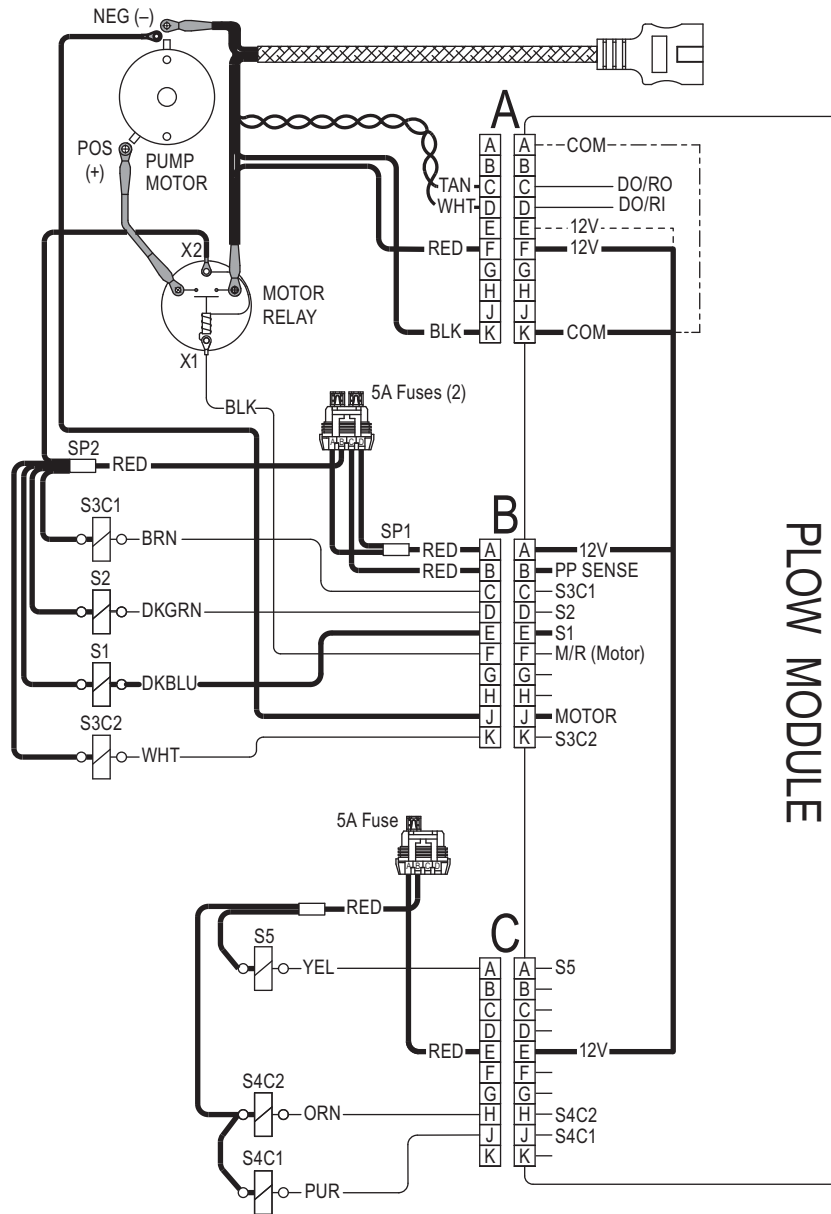 NEG (–)
POS
(+)
PUMP
MOTOR
A
A
B
C
D
E
F
G
H
J
K
A
B
C
D
E
F
G
H
J
K
COM
TAN
WHT
DO/RO
DO/RI
12V
RED
12V
BLK
COM
X2
MOTOR
RELAY
X1
BLK
5A Fuses (2)
A B C D
SP2
RED
SP1
B
S3C1
BRN
S2
DKGRN
S1
DKBLU
S3C2
WHT
RED
RED
A
B
C
D
E
F
G
H
J
K
A
B
C
D
E
F
G
H
J
K
12V
PP SENSE
S3C1
S2
S1
M/R (Motor)
MOTOR
S3C2
PLOW MODULE
5A Fuse
A B C D
RED
C
S5
YEL
RED
S4C2
ORN
S4C1
PUR
A
B
C
D
E
F
G
H
J
K
A
B
C
D
E
F
G
H
J
K
S5
12V
S4C2
S4C1